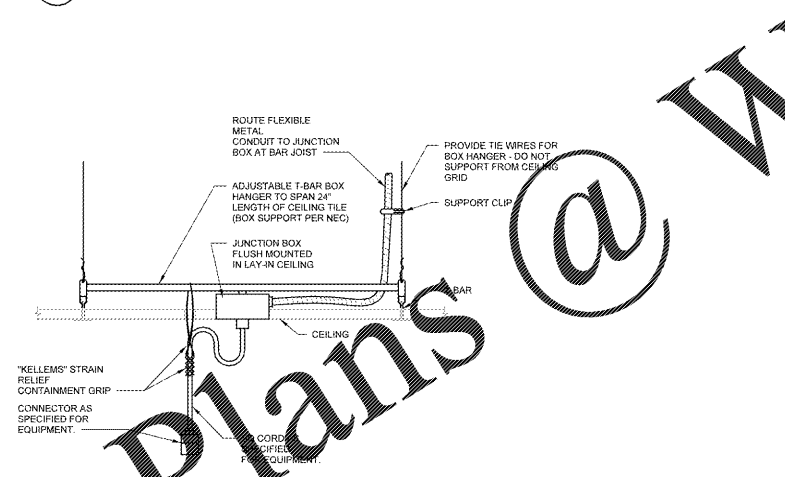 ROUTE FLEXIBLE
METAL
CONDUIT TO JUNCTION
BOX AT BAR JOIST
PROVIDE TIE WIRES FOR
BOX HANGER - DO NOT
SUPPORT FROM CEILING
GRID
ADJUSTABLE T-BAR BOX
HANGER TO SPAN 24"
LENGTH OF CEILING TILE
(BOX SUPPORT PER NEC)
SUPPORT CLIP
JUNCTION BOX
FLUSH MOUNTED
IN LAY-IN CEILING
BAR
CEILING
"KELLEMS" STRAIN
RELIEF
CONTAINMENT GRIP
CONNECTOR AS
SPECIFIED FOR
EQUIPMENT.
CORD
SPECIFIED
FOR EQUIPMENT.
Plans @ W